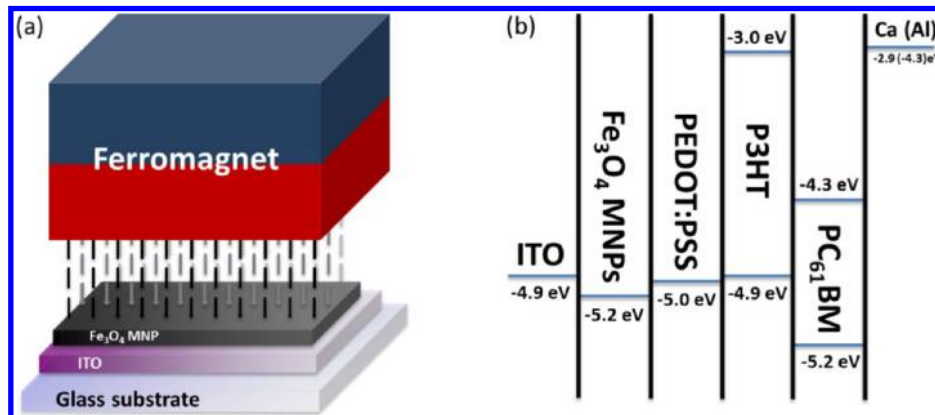 (a)
Ferromagnet
Fe₃O₄ MNP
ITO
Glass substrate
(b)
ITO
-4.9 eV
Fe₃O₄ MNPs
-5.2 eV
PEDOT:PSS
-5.0 eV
-3.0 eV
P3HT
-4.9 eV
-4.3 eV
PC₆₁BM
-5.2 eV
Ca (Al)
-2.9 (-4.3)eV